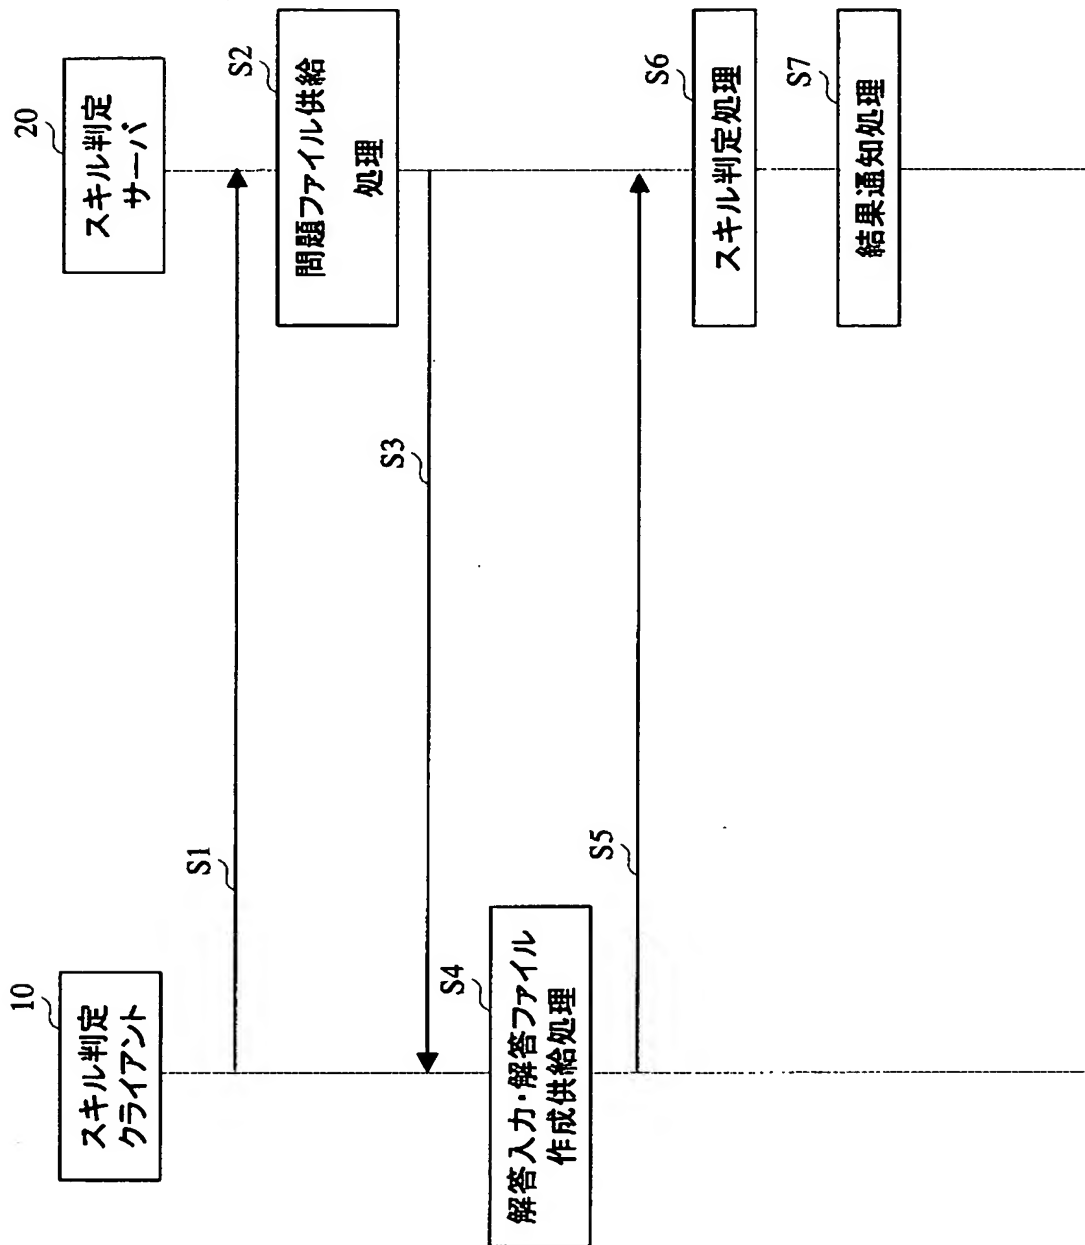 10
スキル判定
クライアント
20
スキル判定
サーバ
S1
S2
問題ファイル供給
処理
S3
S4
解答入力・解答ファイル
作成供給処理
S5
S6
スキル判定処理
S7
結果通知処理